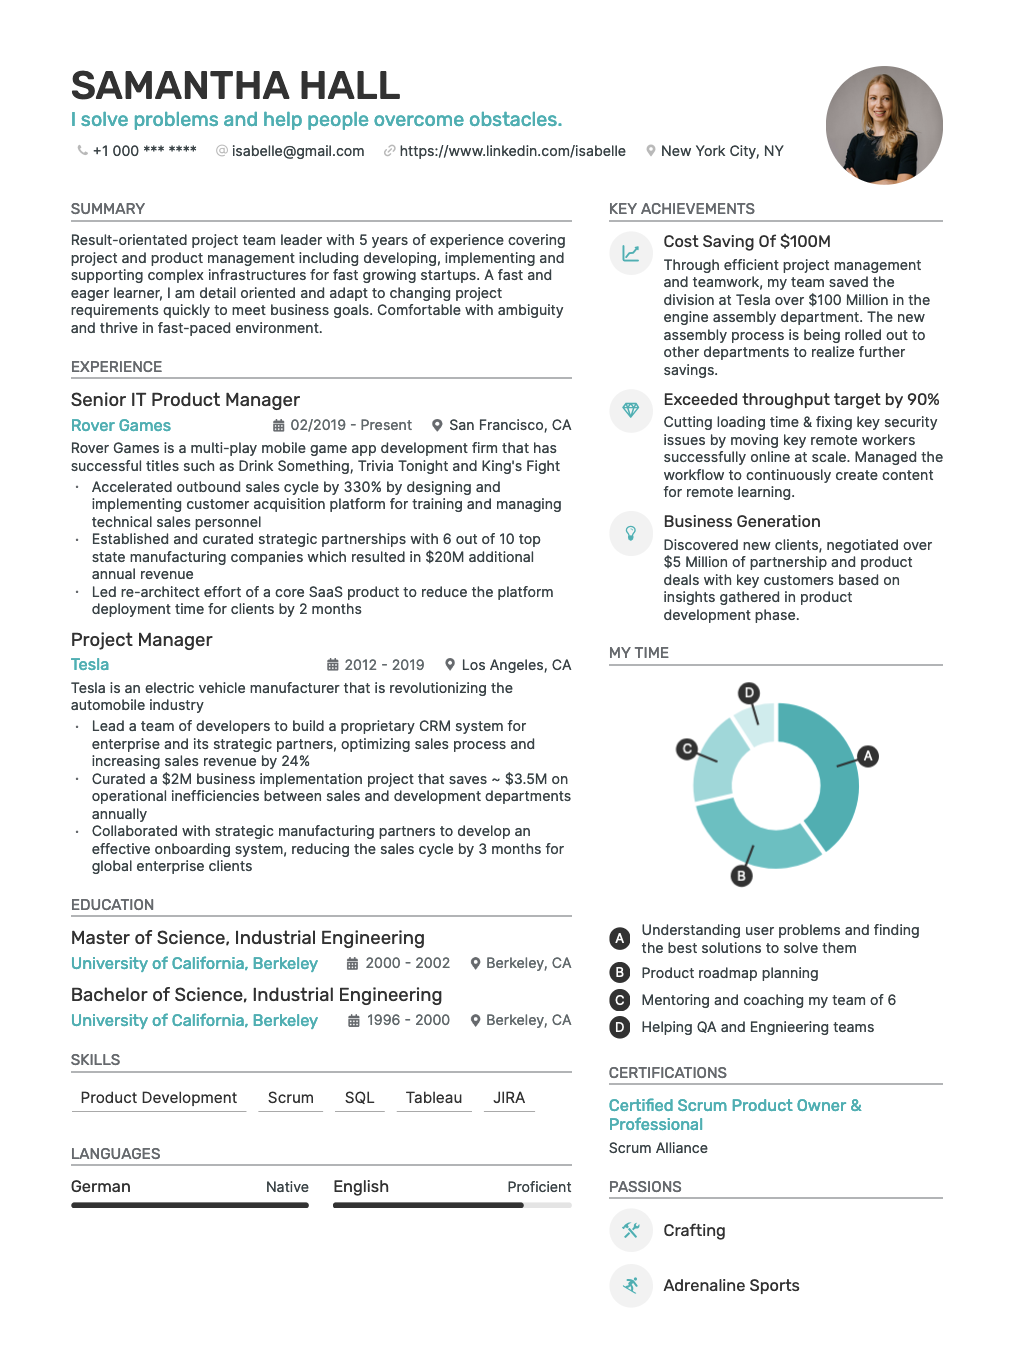 SAMANTHA HALL
I solve problems and help people overcome obstacles.
+1 000 *** **** @ isabelle@gmail.com https://www.linkedin.com/isabelle New York City, NY
SUMMARY
Result-orientated project team leader with 5 years of experience covering
project and product management including developing, implementing and
supporting complex infrastructures for fast growing startups. A fast and
eager learner, I am detail oriented and adapt to changing project
requirements quickly to meet business goals. Comfortable with ambiguity
and thrive in fast-paced environment.
EXPERIENCE
Senior IT Product Manager
Rover Games 02/2019 - Present San Francisco, CA
Rover Games is a multi-play mobile game app development firm that has
successful titles such as Drink Something, Trivia Tonight and King's Fight
· Accelerated outbound sales cycle by 330% by designing and
implementing customer acquisition platform for training and managing
technical sales personnel
· Established and curated strategic partnerships with 6 out of 10 top
state manufacturing companies which resulted in $20M additional
annual revenue
· Led re-architect effort of a core SaaS product to reduce the platform
deployment time for clients by 2 months
Project Manager
Tesla 2012 - 2019 Los Angeles, CA
Tesla is an electric vehicle manufacturer that is revolutionizing the
automobile industry
· Lead a team of developers to build a proprietary CRM system for
enterprise and its strategic partners, optimizing sales process and
increasing sales revenue by 24%
· Curated a $2M business implementation project that saves ~ $3.5M on
operational inefficiencies between sales and development departments
annually
· Collaborated with strategic manufacturing partners to develop an
effective onboarding system, reducing the sales cycle by 3 months for
global enterprise clients
EDUCATION
Master of Science, Industrial Engineering
University of California, Berkeley 2000 - 2002 Berkeley, CA
Bachelor of Science, Industrial Engineering
University of California, Berkeley 1996 - 2000 Berkeley, CA
SKILLS
Product Development Scrum SQL Tableau JIRA
LANGUAGES
German Native English Proficient
KEY ACHIEVEMENTS
Cost Saving Of $100M
Through efficient project management
and teamwork, my team saved the
division at Tesla over $100 Million in the
engine assembly department. The new
assembly process is being rolled out to
other departments to realize further
savings.
Exceeded throughput target by 90%
Cutting loading time & fixing key security
issues by moving key remote workers
successfully online at scale. Managed the
workflow to continuously create content
for remote learning.
Business Generation
Discovered new clients, negotiated over
$5 Million of partnership and product
deals with key customers based on
insights gathered in product
development phase.
MY TIME
D
C
A
B
A Understanding user problems and finding
the best solutions to solve them
B Product roadmap planning
C Mentoring and coaching my team of 6
D Helping QA and Engnieering teams
CERTIFICATIONS
Certified Scrum Product Owner &
Professional
Scrum Alliance
PASSIONS
Crafting
Adrenaline Sports